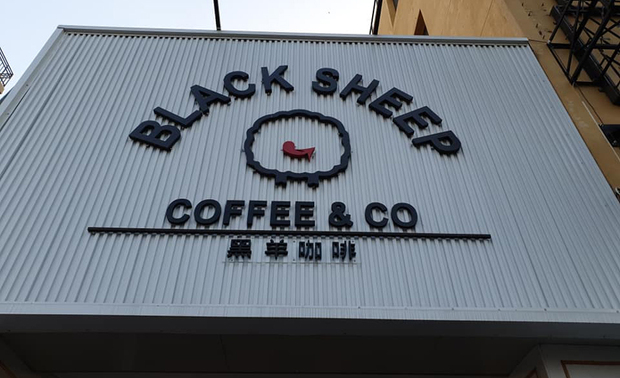 BLACK SHEEP
COFFEE & CO
黑羊咖啡